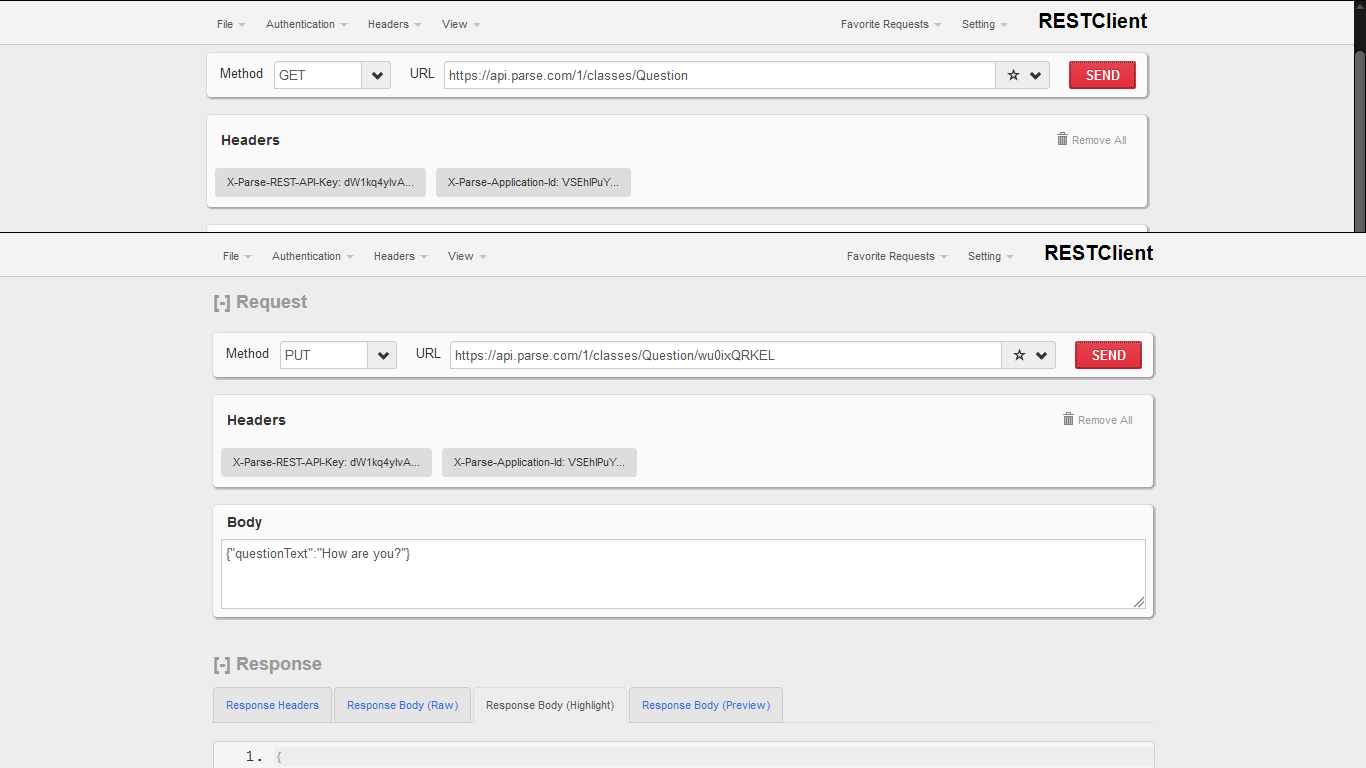 File Authentication Headers View Favorite Requests Setting RESTClient
Method GET URL https://api.parse.com/1/classes/Question SEND
Headers Remove All
X-Parse-REST-API-Key: dW1kq4ylvA... X-Parse-Application-Id: VSEhlPuY...
File Authentication Headers View Favorite Requests Setting RESTClient
[-] Request
Method PUT URL https://api.parse.com/1/classes/Question/wu0ixQRKEL SEND
Headers Remove All
X-Parse-REST-API-Key: dW1kq4ylvA... X-Parse-Application-Id: VSEhlPuY...
Body
{"questionText":"How are you?"}
[-] Response
Response Headers Response Body (Raw) Response Body (Highlight) Response Body (Preview)
1. {